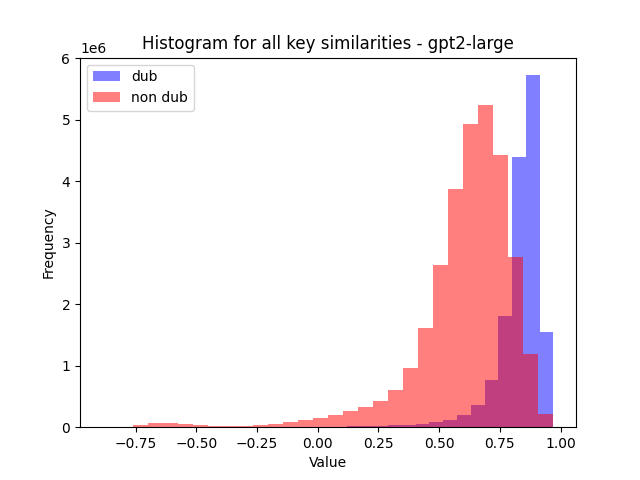 Histogram for all key similarities - gpt2-large
1e6
dub
non dub
6
5
4
3
2
1
0
Frequency
−0.75 −0.50 −0.25 0.00 0.25 0.50 0.75 1.00
Value